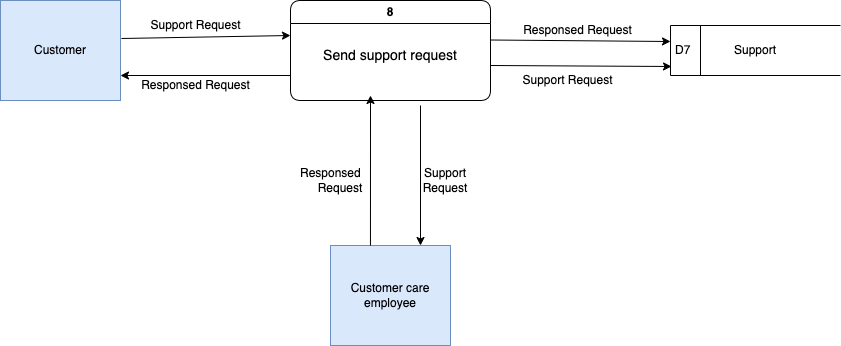 8
Send support request
Customer
Support Request
Responsed Request
Responsed Request
Support Request
D7
Support
Responsed
Request
Support
Request
Customer care
employee